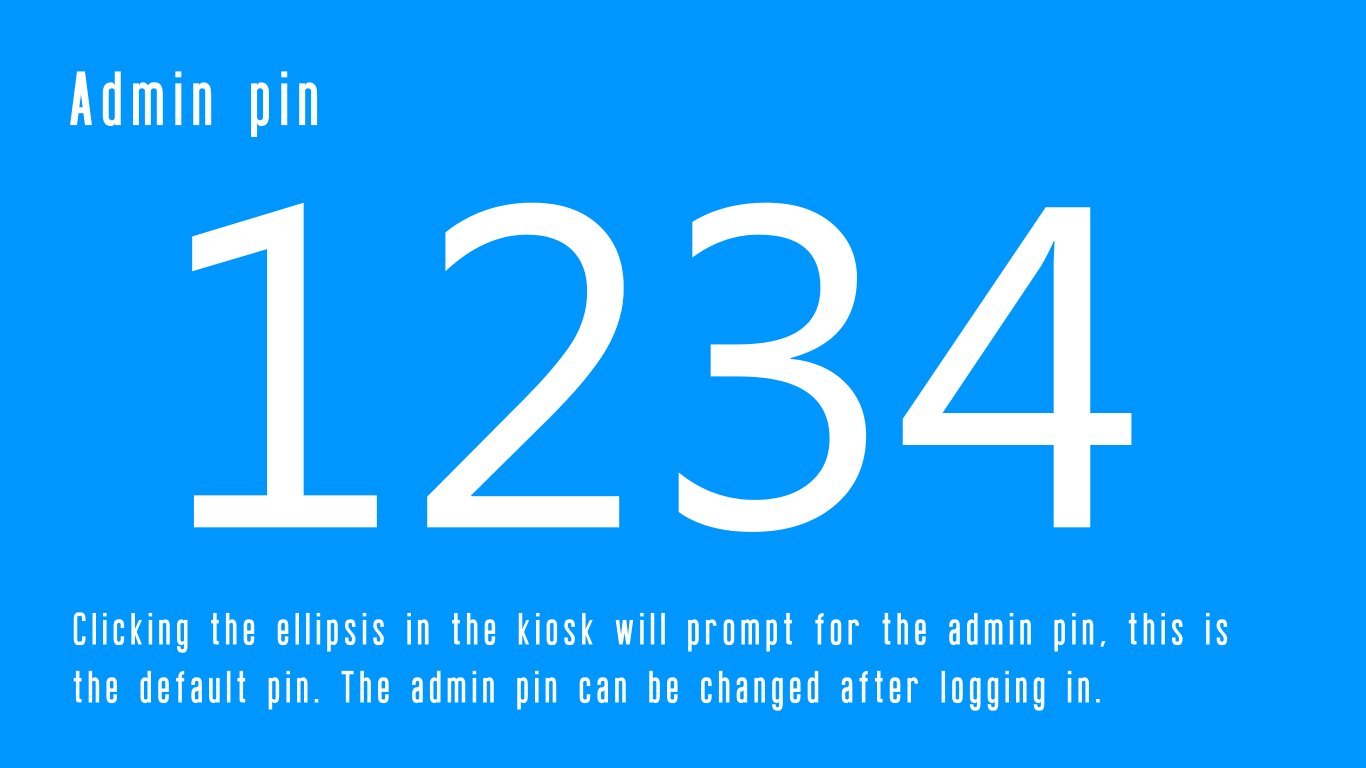 Admin pin
1234
Clicking the ellipsis in the kiosk will prompt for the admin pin, this is
the default pin. The admin pin can be changed after logging in.